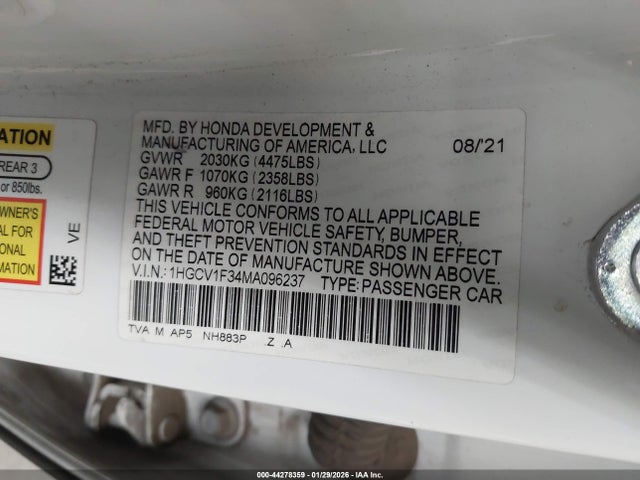 ATION
REAR 3
or 850lbs.
WNER'S
AL FOR
ONAL
MATION
VE
MFD. BY HONDA DEVELOPMENT &
MANUFACTURING OF AMERICA, LLC 08/'21
GVWR 2030KG (4475LBS)
GAWR F 1070KG (2358LBS)
GAWR R 960KG (2116LBS)
THIS VEHICLE CONFORMS TO ALL APPLICABLE
FEDERAL MOTOR VEHICLE SAFETY, BUMPER,
AND THEFT PREVENTION STANDARDS IN EFFECT
ON THE DATE OF MANUFACTURE SHOWN ABOVE.
V.I.N.: 1HGCV1F34MA096237 TYPE: PASSENGER CAR
TVA M AP5 NH883P Z .A
000-44278359 - 01/29/2026 - IAA Inc.